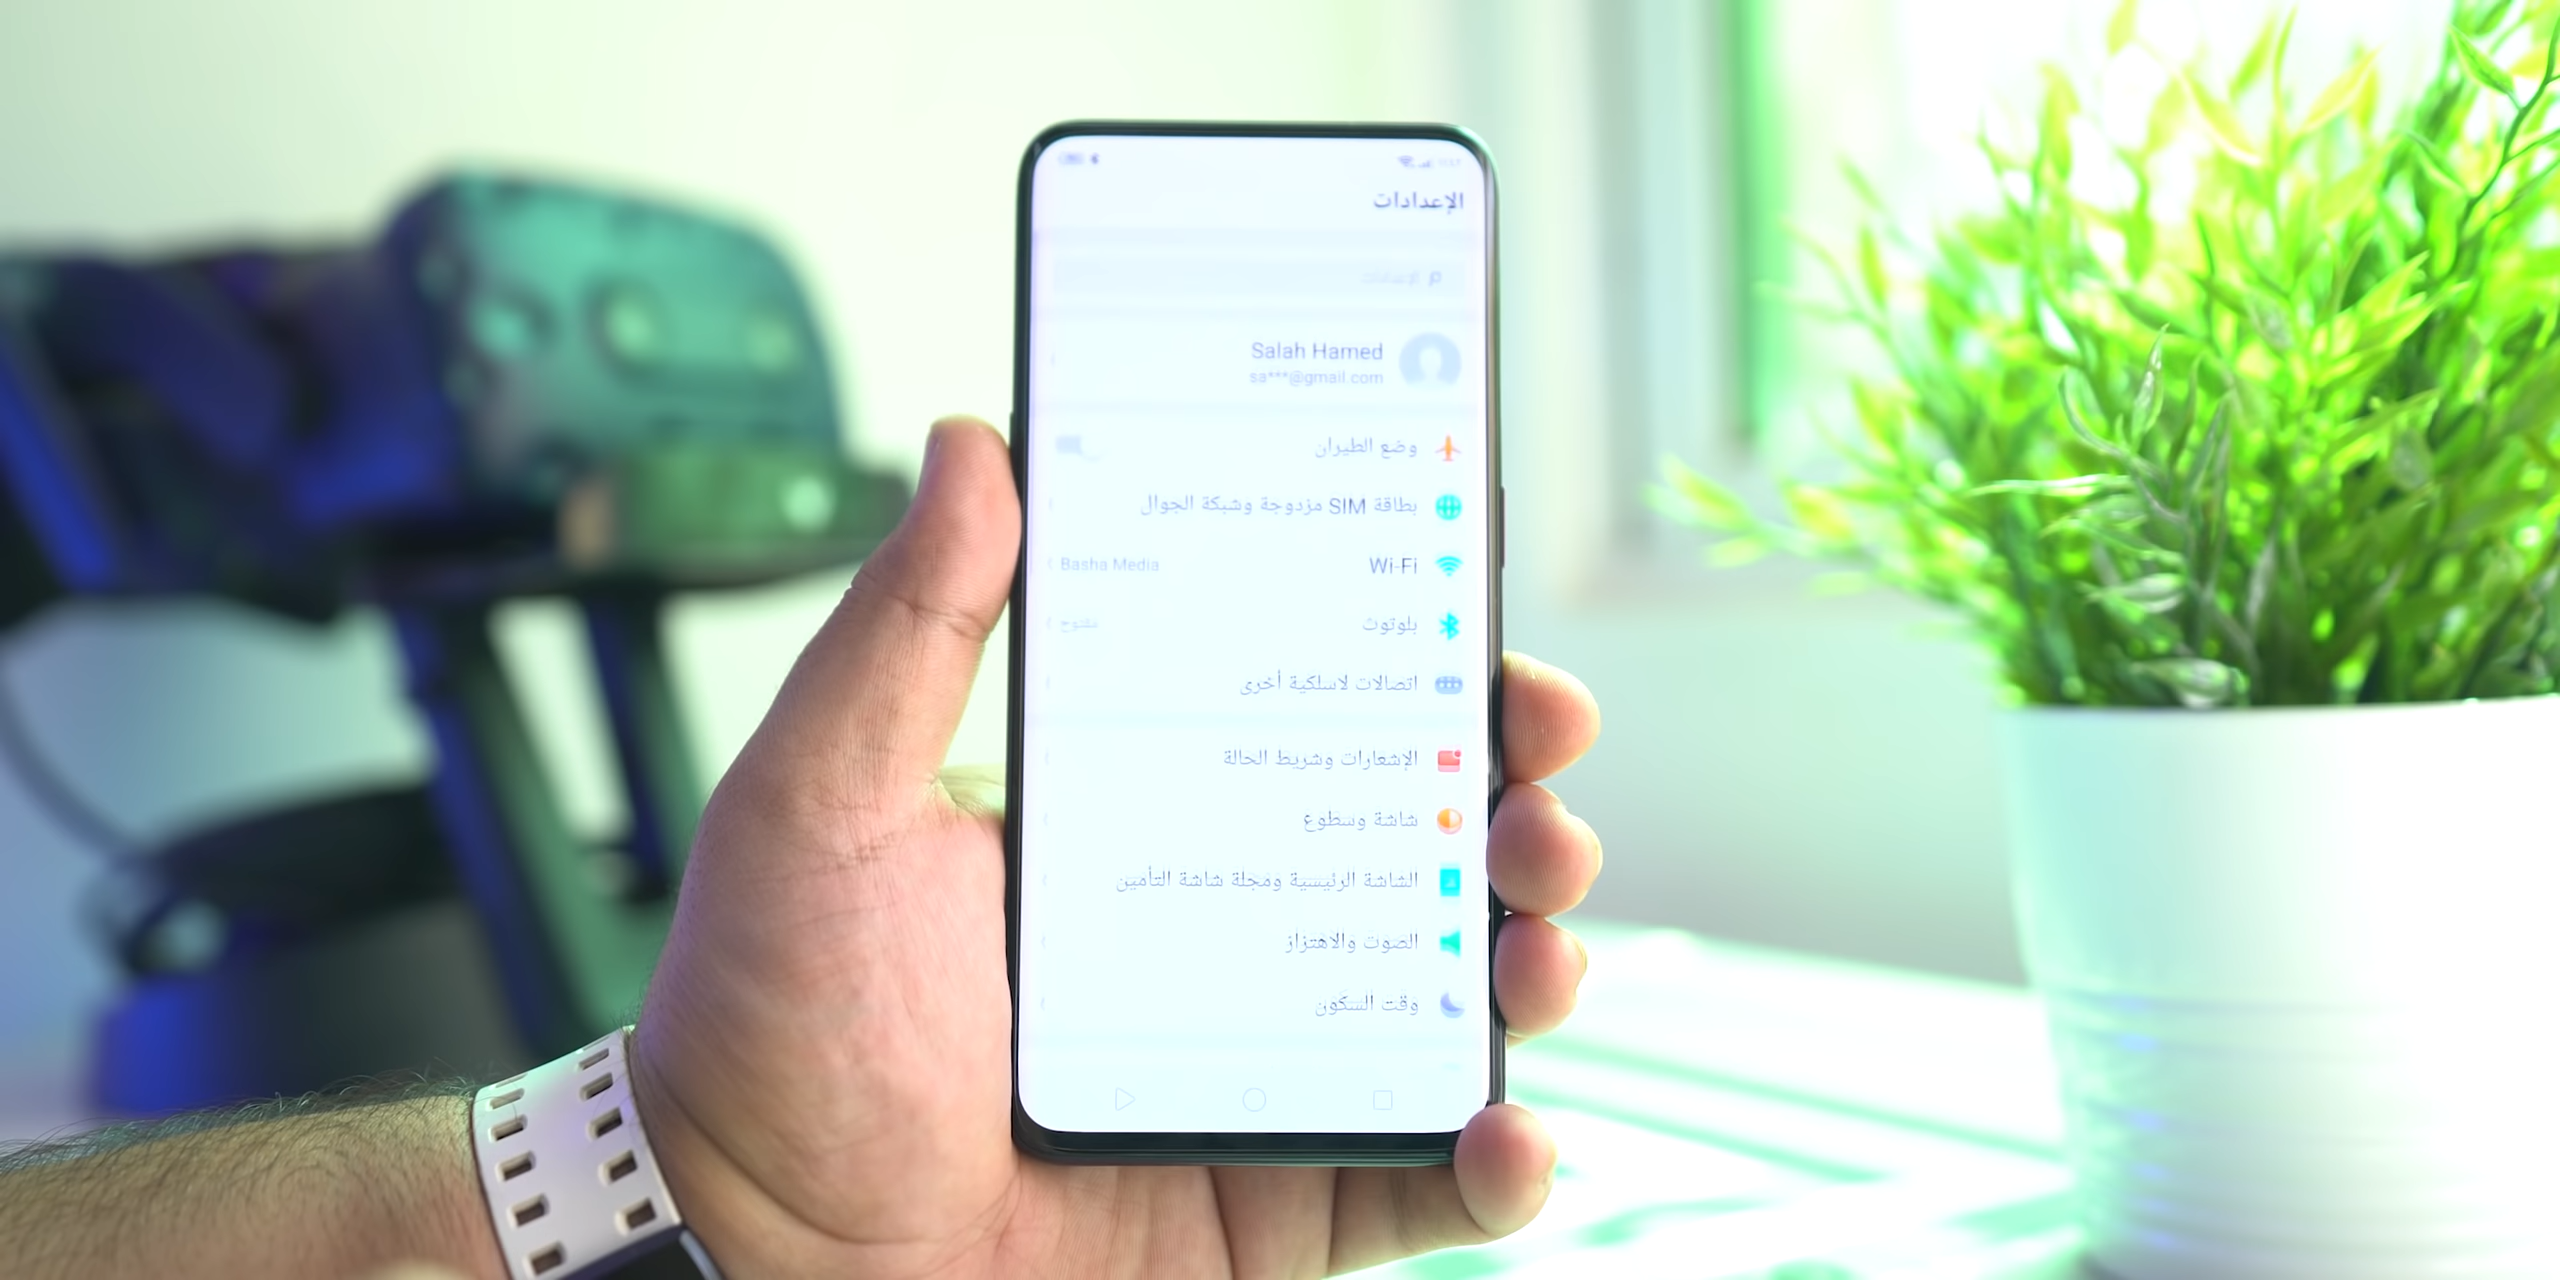 الإعدادات
Salah Hamed
sa***@gmail.com
وضع الطيران
بطاقة SIM مزدوجة وشبكة الجوال
Wi-Fi Basha Media
بلوتوث مفتوح
اتصالات لاسلكية أخرى
الإشعارات وشريط الحالة
شاشة وسطوع
الشاشة الرئيسية ومجلة شاشة التأمين
الصوت والاهتزاز
وقت السكون